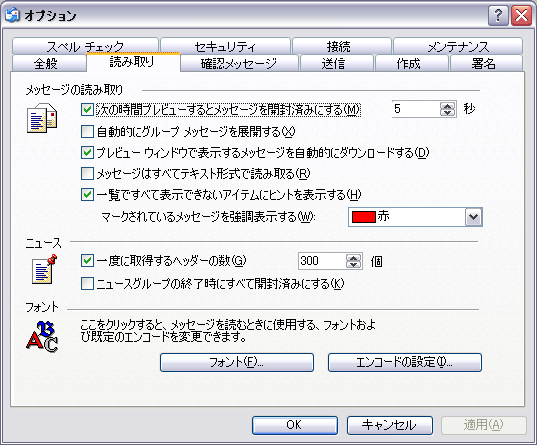 オプション
スペル チェック セキュリティ 接続 メンテナンス
全般 読み取り 確認メッセージ 送信 作成 署名
メッセージの読み取り
次の時間プレビューするとメッセージを開封済みにする(M) 5 秒
自動的にグループ メッセージを展開する(X)
プレビュー ウィンドウで表示するメッセージを自動的にダウンロードする(D)
メッセージはすべてテキスト形式で読み取る(R)
一覧ですべて表示できないアイテムにヒントを表示する(H)
マークされているメッセージを強調表示する(W): 赤
ニュース
一度に取得するヘッダーの数(G) 300 個
ニュースグループの終了時にすべて開封済みにする(K)
フォント
ここをクリックすると、メッセージを読むときに使用する、フォントおよ
び既定のエンコードを変更できます。
フォント(F)... エンコードの設定(I)...
OK キャンセル 適用(A)